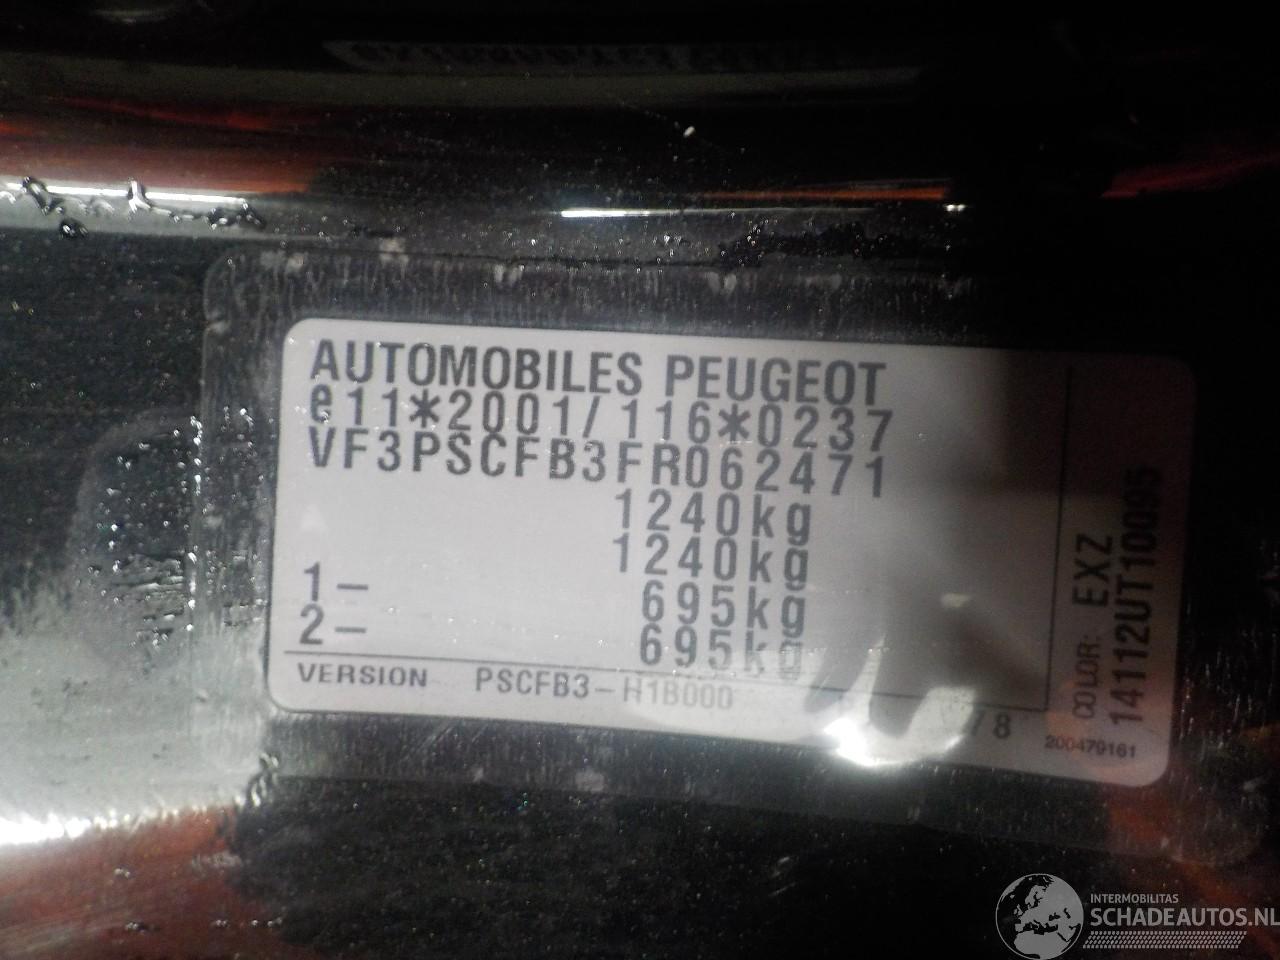 AUTOMOBILES PEUGEOT
e11*2001/116*0237
VF3PSCFB3FR062471
1240kg
1240kg
1- 695kg
2- 695kg
VERSION PSCFB3-H1B000
78
COLOR: EXZ
14112UT10095
200479161
INTERMOBILITAS
SCHADEAUTOS.NL